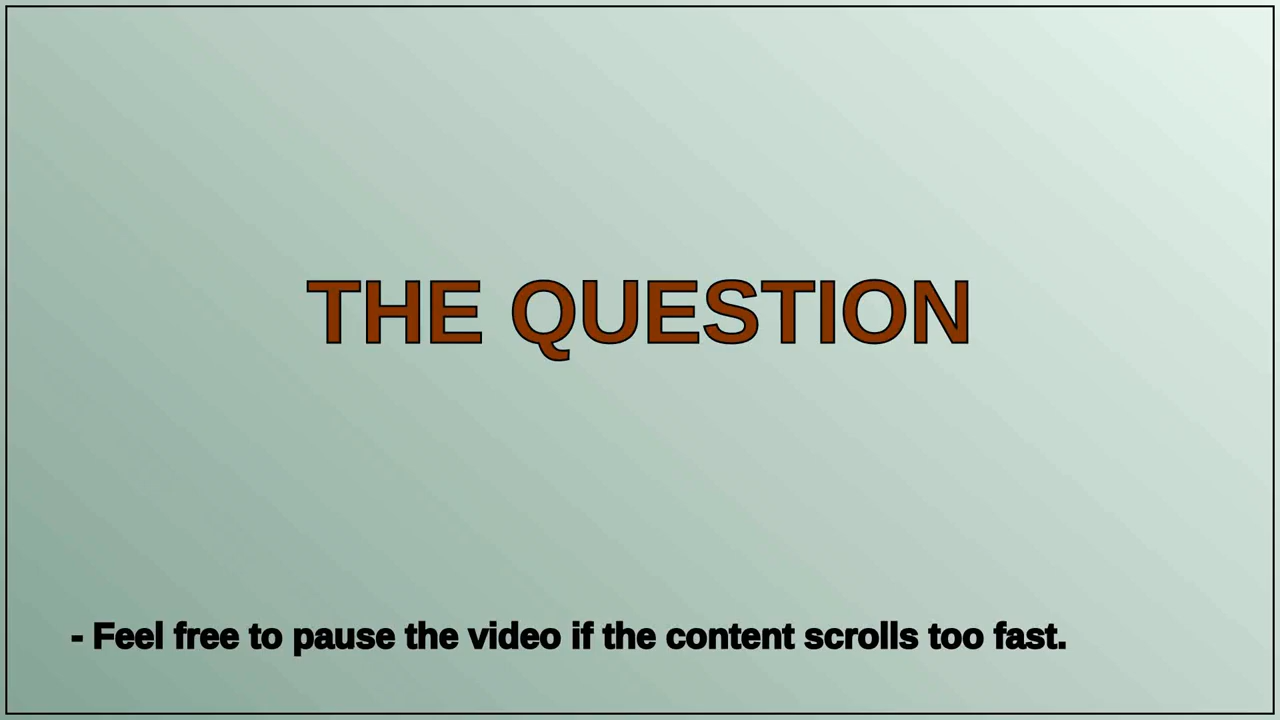 THE QUESTION
- Feel free to pause the video if the content scrolls too fast.